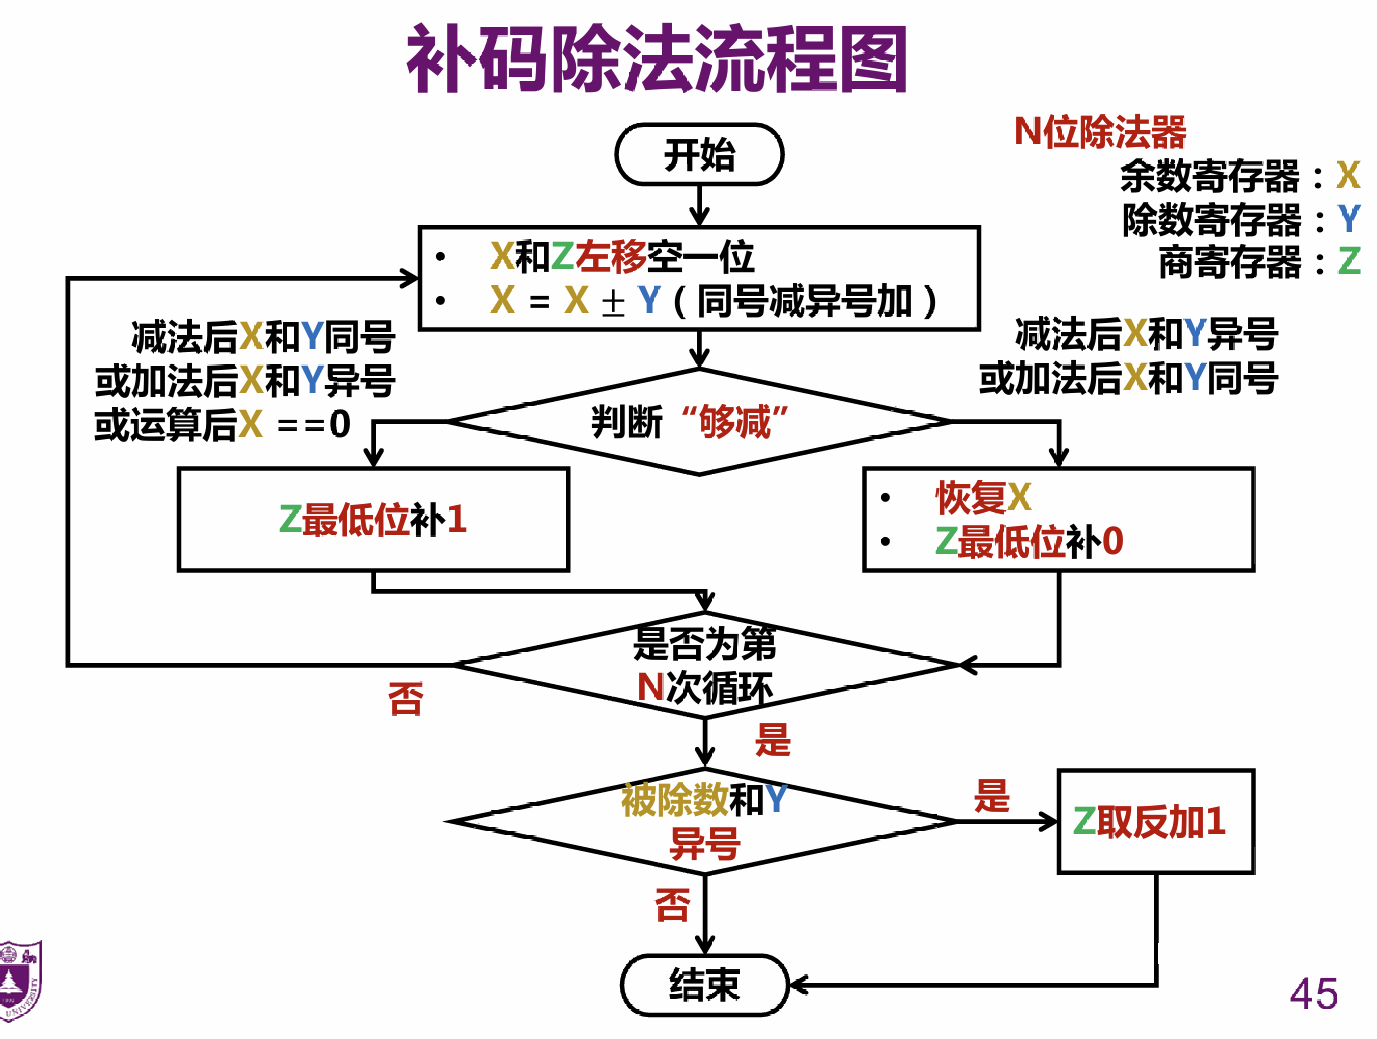 补码除法流程图
开始
N位除法器
余数寄存器：X
除数寄存器：Y
商寄存器：Z
• X和Z左移空一位
• X = X ± Y（同号减异号加）
减法后X和Y同号
或加法后X和Y异号
或运算后X ==0
减法后X和Y异号
或加法后X和Y同号
判断“够减”
Z最低位补1
• 恢复X
• Z最低位补0
是否为第
N次循环
否
是
被除数和Y
异号
是
Z取反加1
否
结束
UNIVERSITY
45